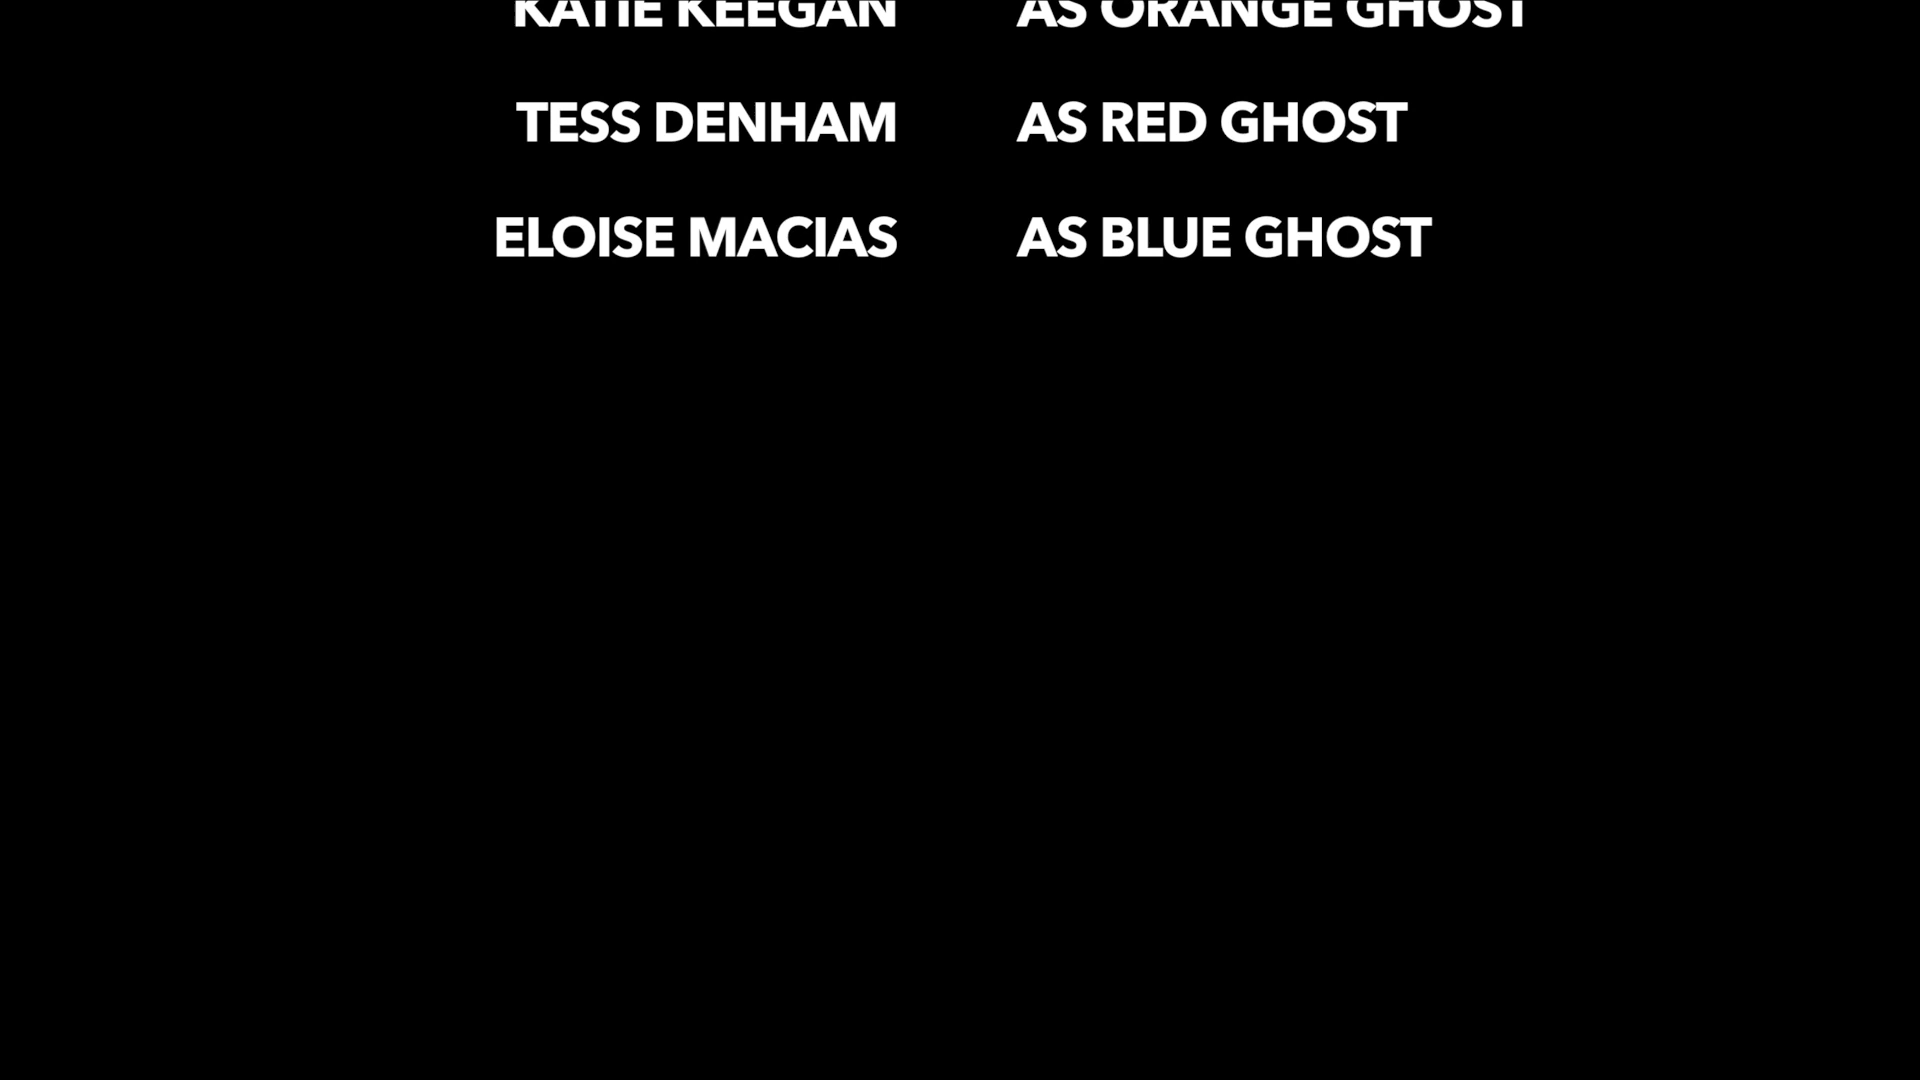 KATIE KEEGAN AS ORANGE GHOST
TESS DENHAM AS RED GHOST
ELOISE MACIAS AS BLUE GHOST